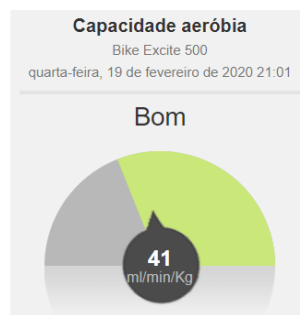 Capacidade aeróbia
Bike Excite 500
quarta-feira, 19 de fevereiro de 2020 21:01
Bom
41
ml/min/Kg